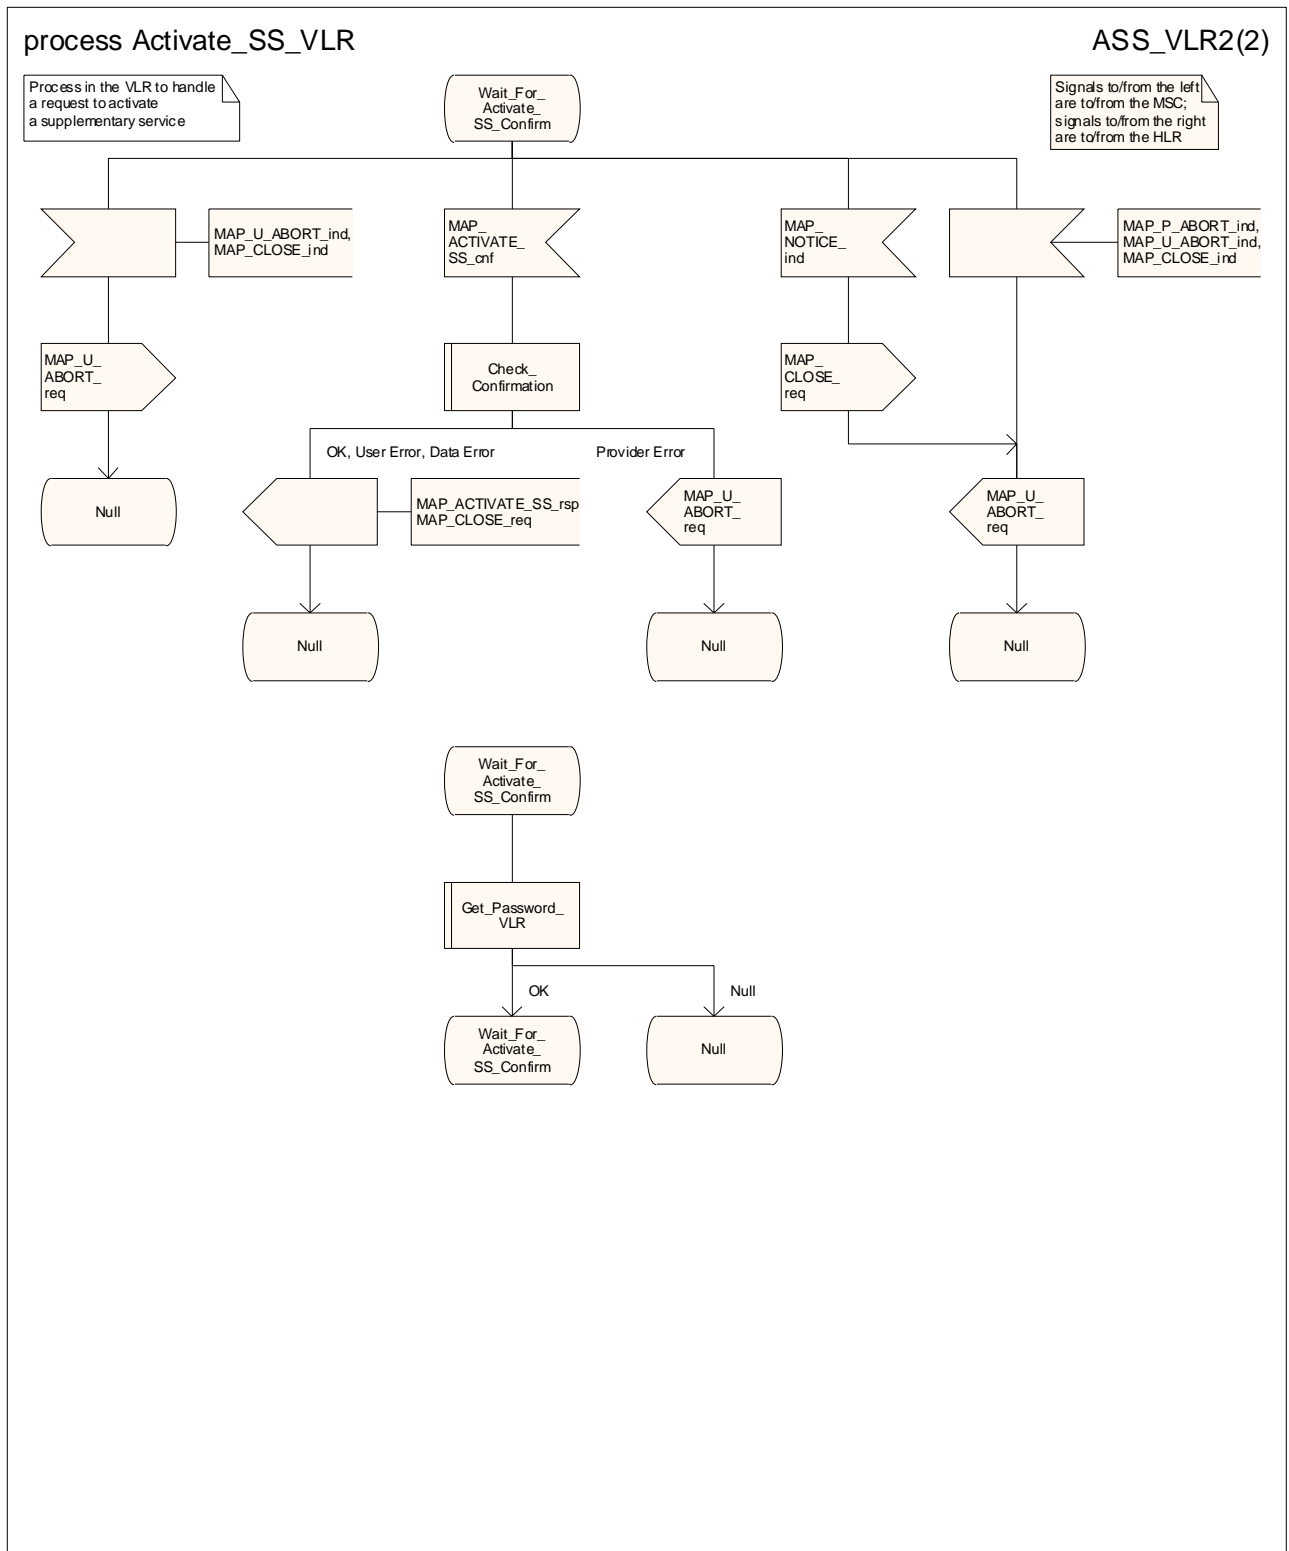 process Activate_SS_VLR
ASS_VLR2(2)
Process in the VLR to handle
a request to activate
a supplementary service
Wait_For_
Activate_
SS_Confirm
Signals to/from the left
are to/from the MSC;
signals to/from the right
are to/from the HLR
MAP_U_ABORT_ind,
MAP_CLOSE_ind
MAP_
ACTIVATE_
SS_cnf
MAP_
NOTICE_
ind
MAP_P_ABORT_ind,
MAP_U_ABORT_ind,
MAP_CLOSE_ind
MAP_U_
ABORT_
req
Check_
Confirmation
MAP_
CLOSE_
req
OK, User Error, Data Error
Provider Error
Null
MAP_ACTIVATE_SS_rsp
MAP_CLOSE_req
MAP_U_
ABORT_
req
MAP_U_
ABORT_
req
Null
Null
Null
Wait_For_
Activate_
SS_Confirm
Get_Password_
VLR
OK
Null
Wait_For_
Activate_
SS_Confirm
Null